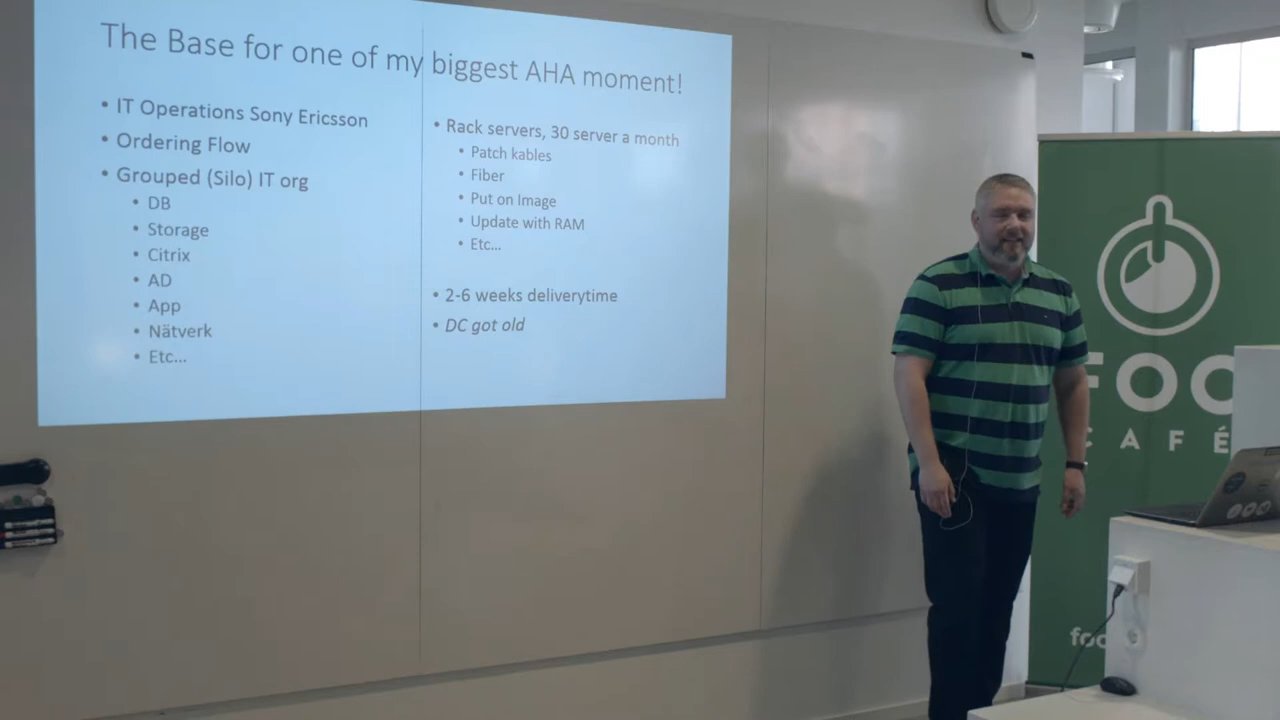 The Base for one of my biggest AHA moment!
• IT Operations Sony Ericsson
• Ordering Flow
• Grouped (Silo) IT org
• DB
• Storage
• Citrix
• AD
• App
• Nätverk
• Etc...
• Rack servers, 30 server a month
• Patch kables
• Fiber
• Put on Image
• Update with RAM
• Etc...
• 2-6 weeks deliverytime
• DC got old
FOO
CAFÉ
foo